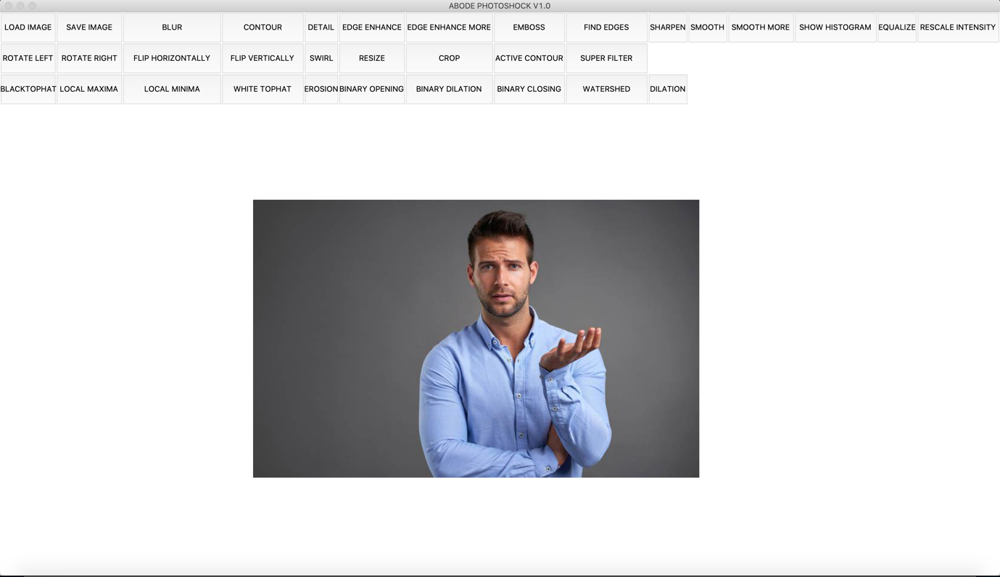 ABODE PHOTOSHOCK V1.0
LOAD IMAGE SAVE IMAGE BLUR CONTOUR DETAIL EDGE ENHANCE EDGE ENHANCE MORE EMBOSS FIND EDGES SHARPEN SMOOTH SMOOTH MORE SHOW HISTOGRAM EQUALIZE RESCALE INTENSITY
ROTATE LEFT ROTATE RIGHT FLIP HORIZONTALLY FLIP VERTICALLY SWIRL RESIZE CROP ACTIVE CONTOUR SUPER FILTER
BLACKTOPHAT LOCAL MAXIMA LOCAL MINIMA WHITE TOPHAT EROSION BINARY OPENING BINARY DILATION BINARY CLOSING WATERSHED DILATION